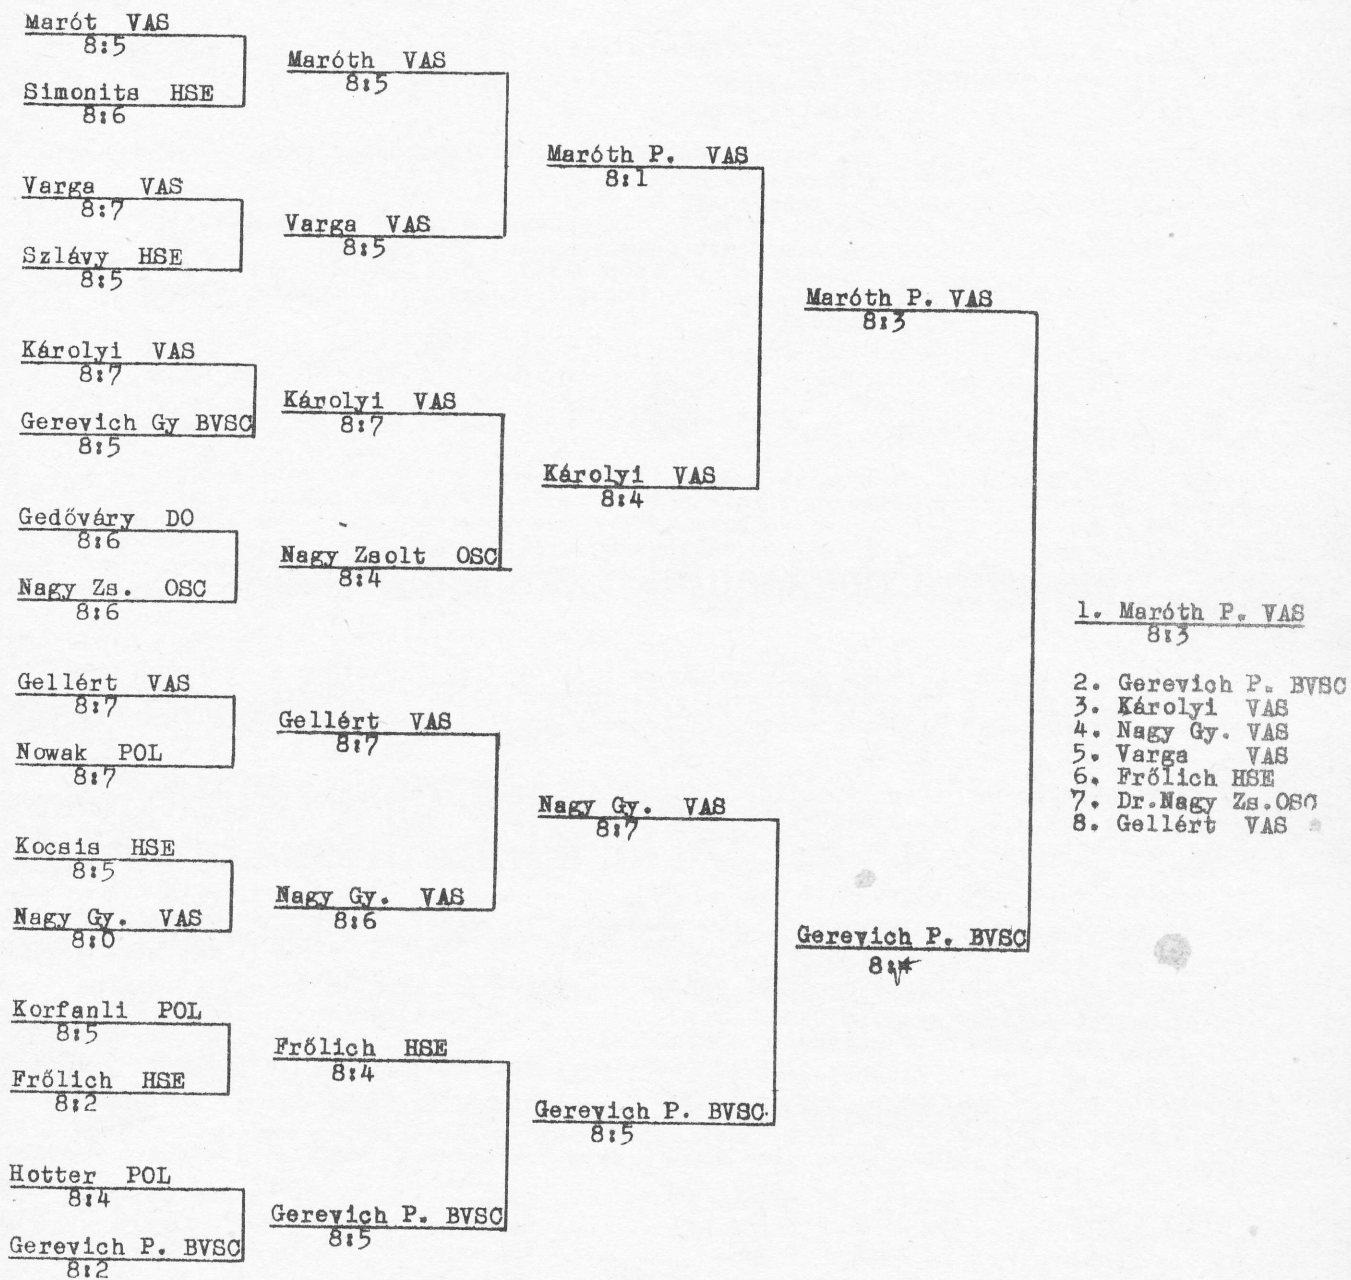 Marót VAS
8:5
Simonits HSE
8:6
Varga VAS
8:7
Szlávy HSE
8:5
Károlyi VAS
8:7
Gerevich Gy BVSC
8:5
Gedőváry DO
8:6
Nagy Zs. OSC
8:6
Gellért VAS
8:7
Nowak POL
8:7
Kocsis HSE
8:5
Nagy Gy. VAS
8:0
Korfanli POL
8:5
Frőlich HSE
8:2
Hotter POL
8:4
Gerevich P. BVSC
8:2
Maróth VAS
8:5
Varga VAS
8:5
Károlyi VAS
8:7
Nagy Zsolt OSC
8:4
Gellért VAS
8:7
Nagy Gy. VAS
8:6
Frőlich HSE
8:4
Gerevich P. BVSC
8:5
Maróth P. VAS
8:1
Károlyi VAS
8:4
Nagy Gy. VAS
8:7
Gerevich P. BVSC.
8:5
Maróth P. VAS
8:3
Gerevich P. BVSC
1. Maróth P. VAS
8:3
2. Gerevich P. BVSC
3. Károlyi VAS
4. Nagy Gy. VAS
5. Varga VAS
6. Frőlich HSE
7. Dr.Nagy Zs.OSC
8. Gellért VAS